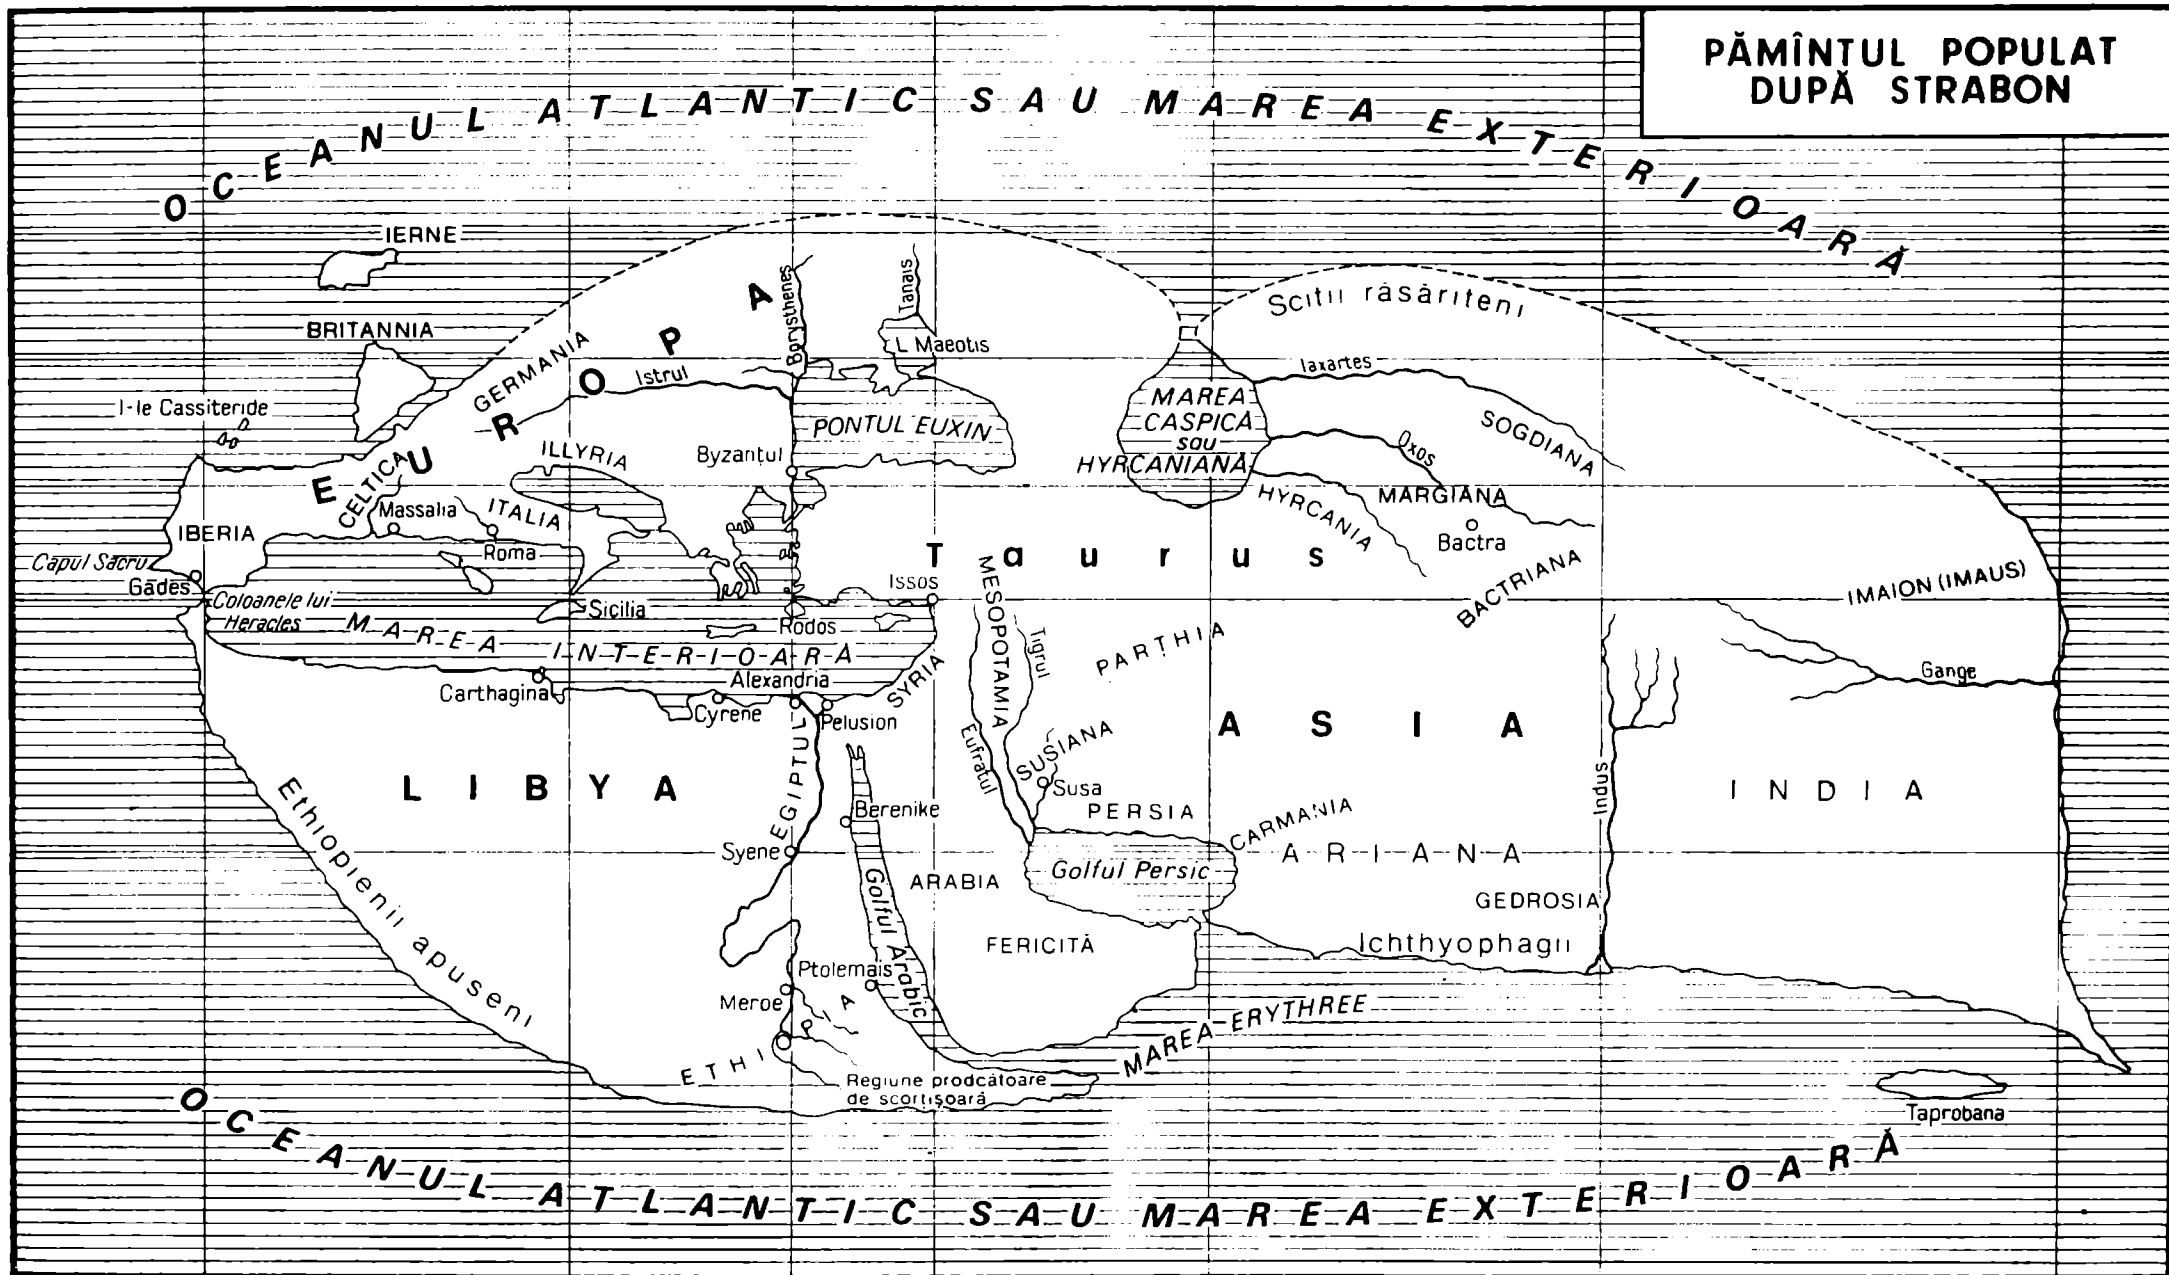 PĂMÎNTUL POPULAT
DUPĂ STRABON
OCEANUL ATLANTIC SAU MAREA EXTERIOARĂ
IERNE
BRITANNIA
I-le Cassiteride
EUROPA
GERMANIA
Istrul
Borysthenes
Tanais
L Maeotis
PONTUL EUXIN
Scitii răsăriteni
Iaxartes
MAREA
CASPICĂ
sau
HYRCANIANĂ
SOGDIANA
Oxos
MARGIANA
HYRCANIA
Bactra
BACTRIANA
CELTICA
ILLYRIA
Byzanțul
Massalia
ITALIA
IBERIA
Roma
Capul Sacru
Gades
Coloanele lui
Heracles
Taurus
Issos
MESOPOTAMIA
IMAION (IMAUS)
Sicilia
Rodos
MAREA INTERIOARĂ
Tigrul
PARȚHIA
SYRIA
Alexandria
Carthagina
Cyrene
Pelusion
Gange
Eufratul
SUSIANA
ASIA
LIBYA
EGIPTUL
Susa
PERSIA
CARMANIA
Indus
INDIA
Berenike
Syene
Golful Persic
ARIANA
ARABIA
FERICITĂ
GEDROSIA
Ichthyophagii
Ethiopienii apuseni
Golful Arabic
Ptolemais
Meroe
ETHIOPIA
MAREA ERYTHREE
Regiune prodcătoare
de scorțișoară
Taprobana
OCEANUL ATLANTIC SAU MAREA EXTERIOARĂ